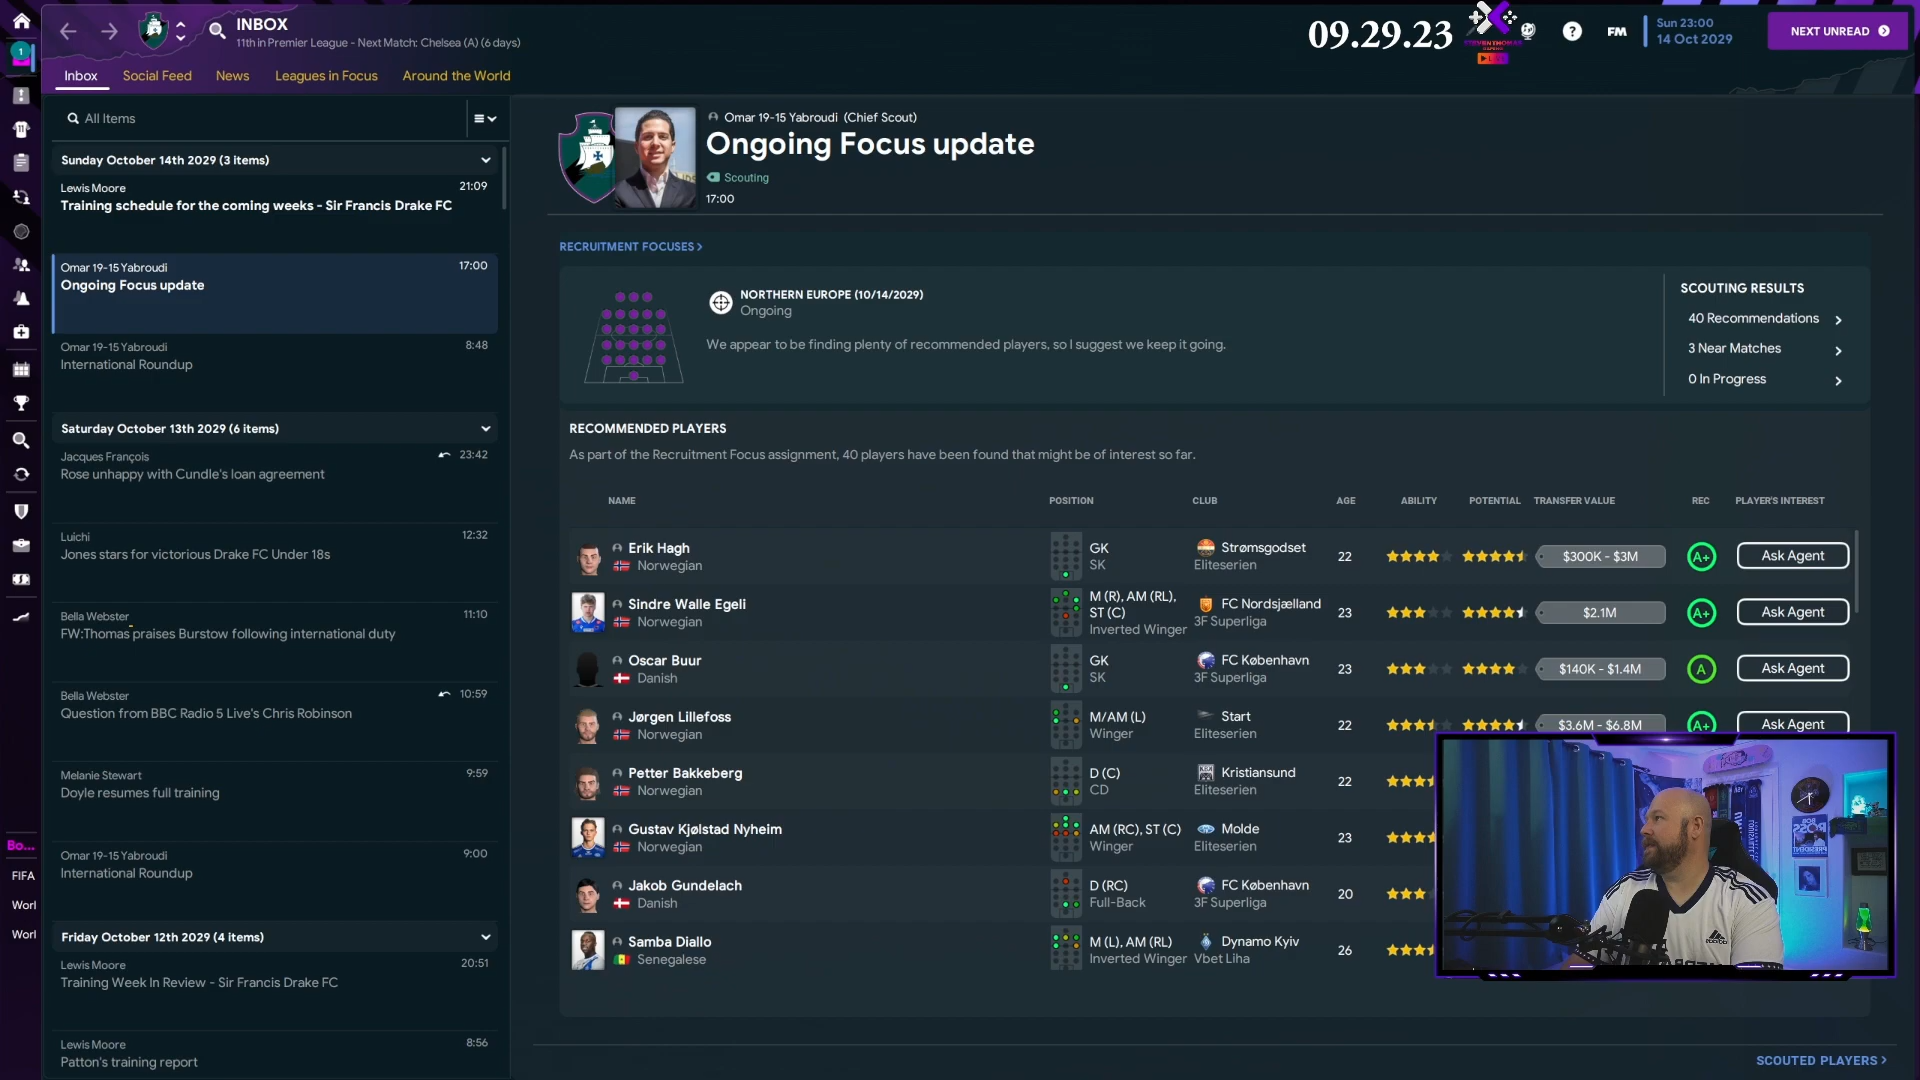 INBOX
11th in Premier League - Next Match: Chelsea (A) (6 days)
09.29.23
FM
Sun 23:00
14 Oct 2029
NEXT UNREAD
1
Inbox
Social Feed
News
Leagues in Focus
Around the World
All Items
Sunday October 14th 2029 (3 items)
Lewis Moore 21:09
Training schedule for the coming weeks - Sir Francis Drake FC
Omar 19-15 Yabroudi 17:00
Ongoing Focus update
Omar 19-15 Yabroudi 8:48
International Roundup
Saturday October 13th 2029 (6 items)
Jacques François 23:42
Rose unhappy with Cundle's loan agreement
Luichi 12:32
Jones stars for victorious Drake FC Under 18s
Bella Webster 11:10
FW:Thomas praises Burstow following international duty
Bella Webster 10:59
Question from BBC Radio 5 Live's Chris Robinson
Melanie Stewart 9:59
Doyle resumes full training
Omar 19-15 Yabroudi 9:00
International Roundup
Friday October 12th 2029 (4 items)
Lewis Moore 20:51
Training Week In Review - Sir Francis Drake FC
Lewis Moore 8:56
Patton's training report
Bo...
FIFA
Worl
Worl
Omar 19-15 Yabroudi (Chief Scout)
Ongoing Focus update
Scouting
17:00
RECRUITMENT FOCUSES >
NORTHERN EUROPE (10/14/2029)
Ongoing
We appear to be finding plenty of recommended players, so I suggest we keep it going.
SCOUTING RESULTS
40 Recommendations
3 Near Matches
0 In Progress
RECOMMENDED PLAYERS
As part of the Recruitment Focus assignment, 40 players have been found that might be of interest so far.
NAME POSITION CLUB AGE ABILITY POTENTIAL TRANSFER VALUE REC PLAYER'S INTEREST
Erik Hagh GK Strømsgodset 22 $300K - $3M A+ Ask Agent
Norwegian SK Eliteserien
Sindre Walle Egeli M (R), AM (RL), ST (C) FC Nordsjælland 23 $2.1M A+ Ask Agent
Norwegian Inverted Winger 3F Superliga
Oscar Buur GK FC København 23 $140K - $1.4M A Ask Agent
Danish SK 3F Superliga
Jørgen Lillefoss M/AM (L) Start 22 $3.6M - $6.8M A+ Ask Agent
Norwegian Winger Eliteserien
Petter Bakkeberg D (C) Kristiansund 22
Norwegian CD Eliteserien
Gustav Kjølstad Nyheim AM (RC), ST (C) Molde 23
Norwegian Winger Eliteserien
Jakob Gundelach D (RC) FC København 20
Danish Full-Back 3F Superliga
Samba Diallo M (L), AM (RL) Dynamo Kyiv 26
Senegalese Inverted Winger Vbet Liha
SCOUTED PLAYERS >